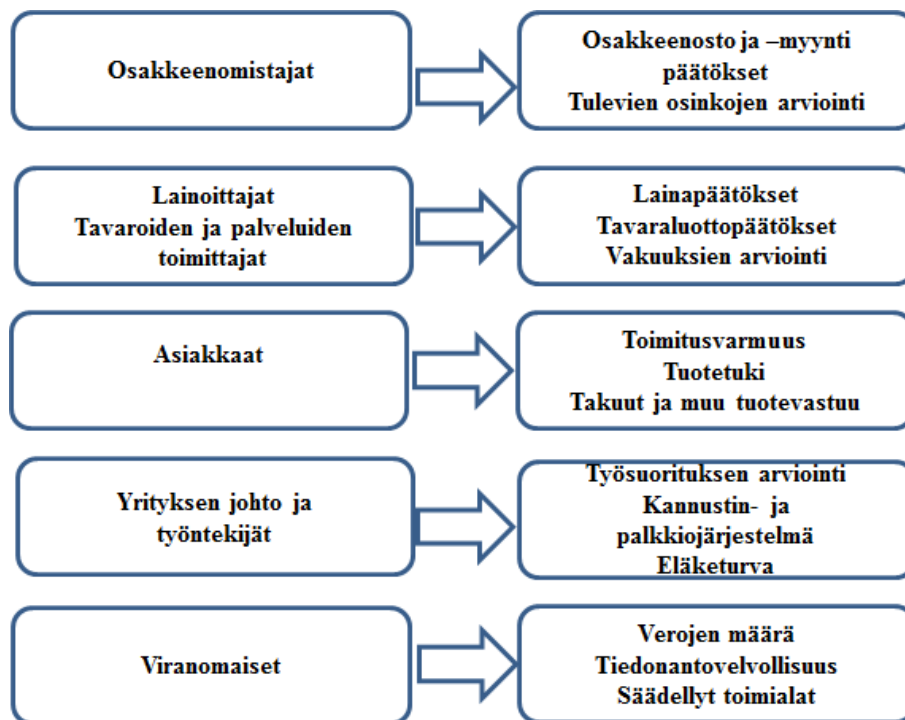 Osakkeenomistajat
Osakkeenosto ja –myynti
päätökset
Tulevien osinkojen arviointi
Lainoittajat
Tavaroiden ja palveluiden
toimittajat
Lainapäätökset
Tavaraluottopäätökset
Vakuuksien arviointi
Asiakkaat
Toimitusvarmuus
Tuotetuki
Takuut ja muu tuotevastuu
Yrityksen johto ja
työntekijät
Työsuorituksen arviointi
Kannustin- ja
palkkiojärjestelmä
Eläketurva
Viranomaiset
Verojen määrä
Tiedonantovelvollisuus
Säädellyt toimialat